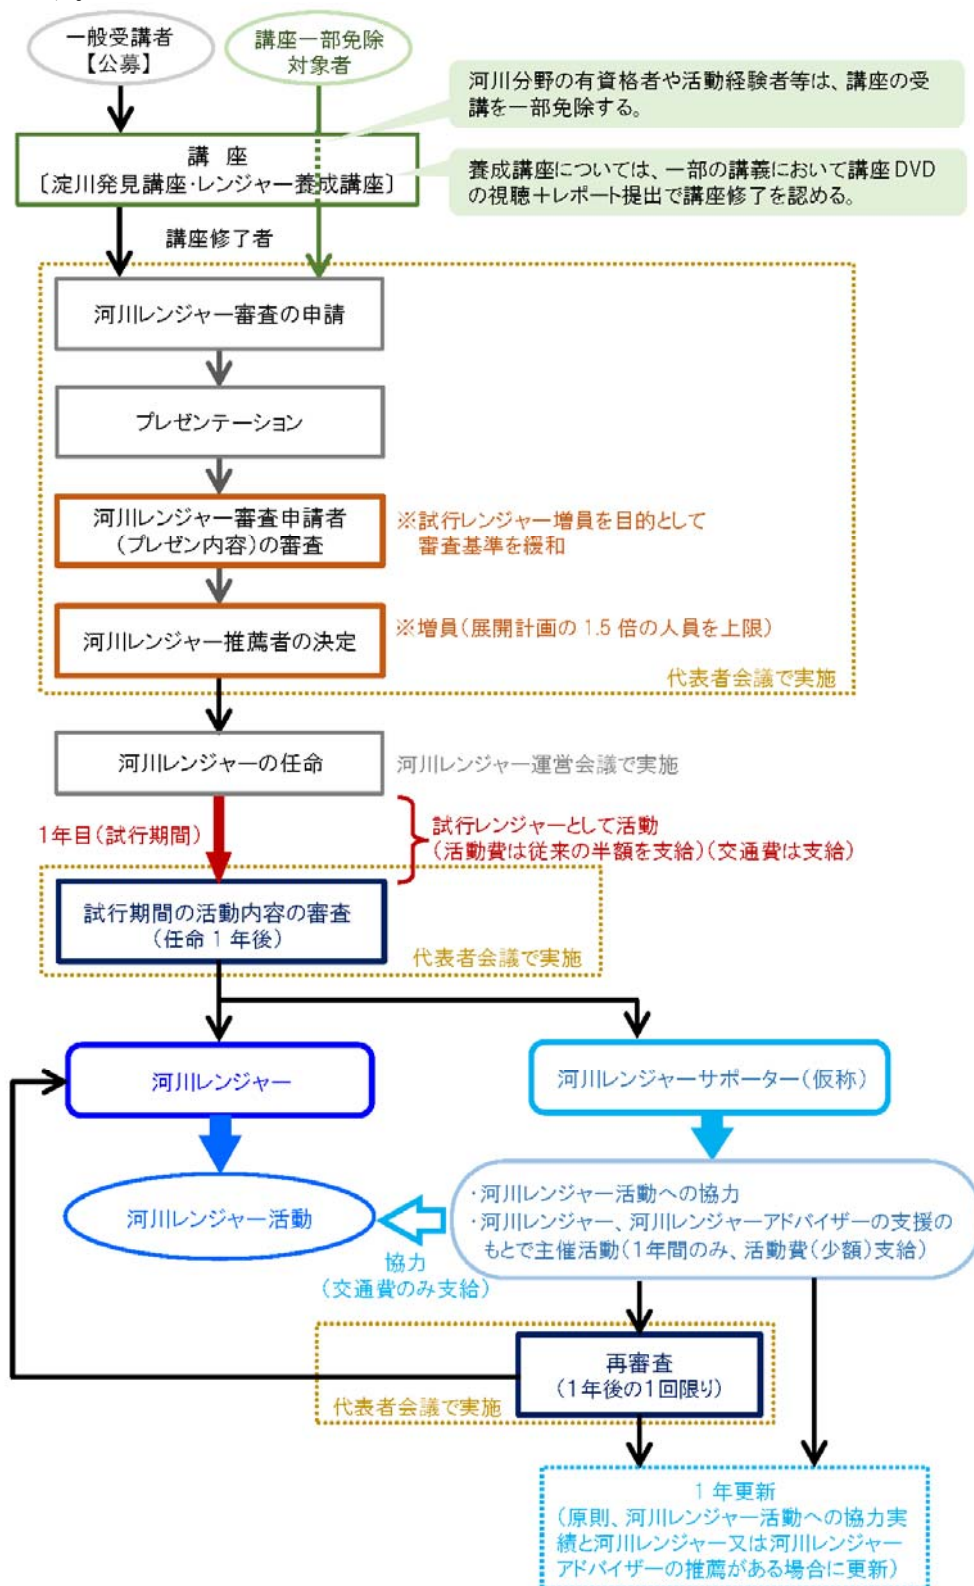 一般受講者
【公募】
講座一部免除
対象者
河川分野の有資格者や活動経験者等は、講座の受
講を一部免除する。
講 座
〔淀川発見講座・レンジャー養成講座〕
養成講座については、一部の講義において講座DVD
の視聴+レポート提出で講座修了を認める。
講座修了者
河川レンジャー審査の申請
プレゼンテーション
河川レンジャー審査申請者
(プレゼン内容)の審査
※試行レンジャー増員を目的として
審査基準を緩和
河川レンジャー推薦者の決定
※増員(展開計画の1.5倍の人員を上限)
代表者会議で実施
河川レンジャーの任命
河川レンジャー運営会議で実施
1年目(試行期間)
試行レンジャーとして活動
(活動費は従来の半額を支給)(交通費は支給)
試行期間の活動内容の審査
(任命1年後)
代表者会議で実施
河川レンジャー
河川レンジャーサポーター(仮称)
河川レンジャー活動
・河川レンジャー活動への協力
・河川レンジャー、河川レンジャーアドバイザーの支援の
もとで主催活動(1年間のみ、活動費(少額)支給)
協力
(交通費のみ支給)
再審査
(1年後の1回限り)
代表者会議で実施
1年更新
(原則、河川レンジャー活動への協力実
績と河川レンジャー又は河川レンジャー
アドバイザーの推薦がある場合に更新)